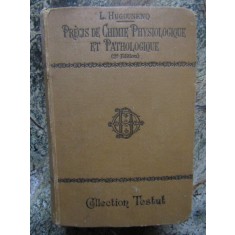 L. HUGOUNENQ
PRÉCIS DE CHIMIE PHYSIOLOGIQUE
ET PATHOLOGIQUE
Collection Testut